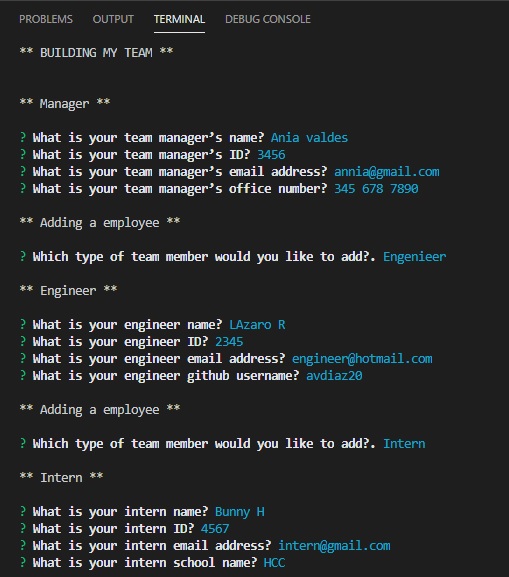 PROBLEMS OUTPUT TERMINAL DEBUG CONSOLE
** BUILDING MY TEAM **
** Manager **
? What is your team manager’s name? Ania valdes
? What is your team manager’s ID? 3456
? What is your team manager’s email address? annia@gmail.com
? What is your team manager’s office number? 345 678 7890
** Adding a employee **
? Which type of team member would you like to add?. Engenieer
** Engineer **
? What is your engineer name? LAzaro R
? What is your engineer ID? 2345
? What is your engineer email address? engineer@hotmail.com
? What is your engineer github username? avdiaz20
** Adding a employee **
? Which type of team member would you like to add?. Intern
** Intern **
? What is your intern name? Bunny H
? What is your intern ID? 4567
? What is your intern email address? intern@gmail.com
? What is your intern school name? HCC